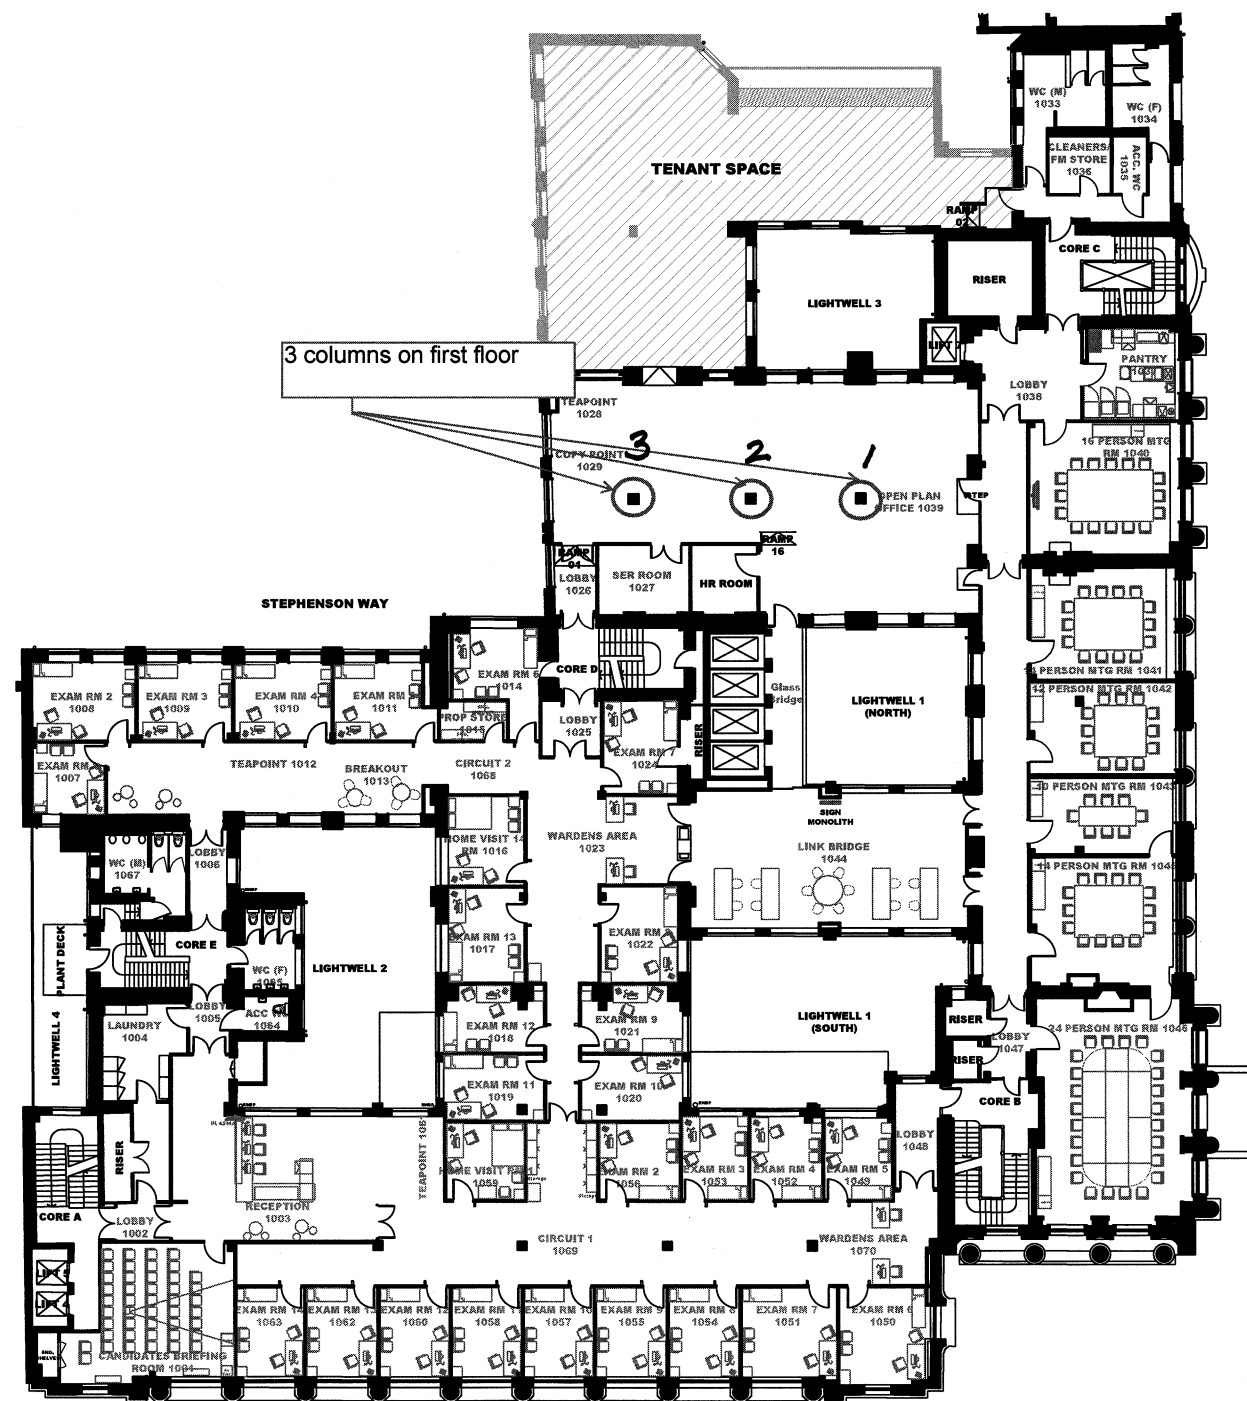 WC (M)
1033
WC (F)
1034
CLEANERS/
FM STORE
1036
ACC. WC
1035
TENANT SPACE
RAMP
02
CORE C
RISER
LIGHTWELL 3
LIFT 7
PANTRY
LOBBY
1038
3 columns on first floor
TEAPOINT
1028
COPY POINT
1029
3
2
1
OPEN PLAN
OFFICE 1039
STEP
16 PERSON MTG
RM 1040
RAMP
16
RAMP
01
LOBBY
1026
SER ROOM
1027
HR ROOM
STEPHENSON WAY
CORE D
EXAM RM 6
1014
PROP STORE
1015
LOBBY
1025
EXAM RM 7
1024
RISER
Glass
Bridge
LIGHTWELL 1
(NORTH)
PERSON MTG RM 1041
12 PERSON MTG RM 1042
10 PERSON MTG RM 1043
14 PERSON MTG RM
EXAM RM 2
1008
EXAM RM 3
1009
EXAM RM 4
1010
EXAM RM
1011
EXAM RM
1007
TEAPOINT 1012
BREAKOUT
1013
CIRCUIT 2
1068
SIGN
MONOLITH
LINK BRIDGE
1044
WARDENS AREA
1023
HOME VISIT 14
RM 1016
WC (M)
1067
LOBBY
1006
CORE E
EXAM RM 13
1017
EXAM RM
1022
PLANT DECK
LIGHTWELL 4
LIGHTWELL 2
WC (F)
ACC
1064
LOBBY
1005
LAUNDRY
1004
EXAM RM 12
1018
EXAM RM 9
1021
EXAM RM 11
1019
EXAM RM 10
1020
LIGHTWELL 1
(SOUTH)
RISER
RISER
LOBBY
1047
24 PERSON MTG RM 1046
CORE B
LOBBY
1048
RISER
TEAPOINT
HOME VISIT
1059
EXAM RM 2
1056
EXAM RM 3
1053
EXAM RM 4
1052
EXAM RM 5
1049
RECEPTION
1003
CORE A
LOBBY
1002
LIFT 5
LIFT
CIRCUIT 1
1069
WARDENS AREA
1070
CANDIDATES BRIEFING
ROOM 1001
EXAM RM 14
1063
EXAM RM 13
1062
EXAM RM 12
1060
EXAM RM 11
1058
EXAM RM 10
1057
EXAM RM 9
1055
EXAM RM 8
1054
EXAM RM 7
1051
EXAM RM 6
1050